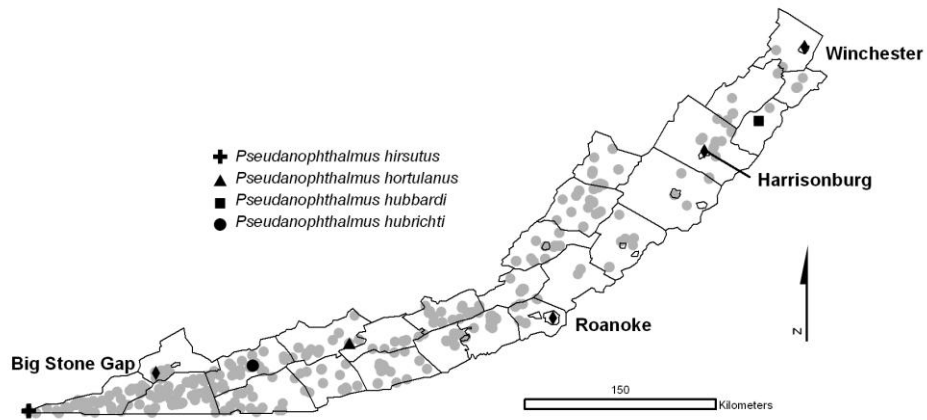 Winchester
Pseudanophthalmus hirsutus
Pseudanophthalmus hortulanus
Pseudanophthalmus hubbardi
Pseudanophthalmus hubrichti
Harrisonburg
Roanoke
N
Big Stone Gap
150
Kilometers